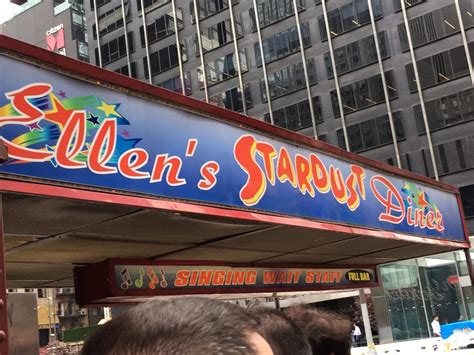 Ellen's STARDUST Diner
SINGING WAIT STAFF FULL BAR